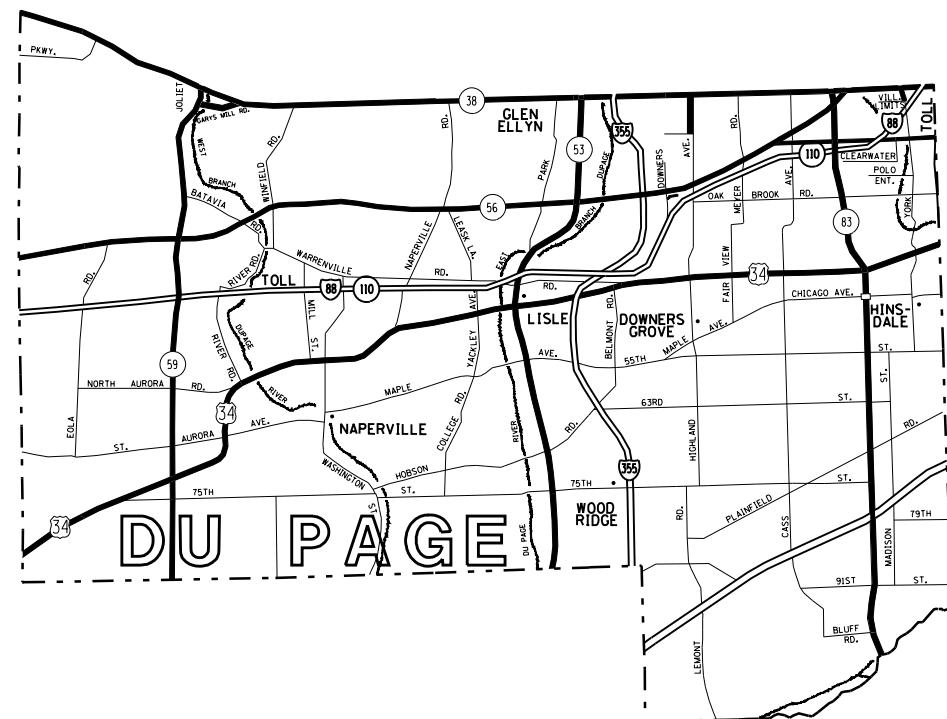 PKWY.
JOLIET
GARYS MILL RD.
38
GLEN
ELLYN
RD.
355
RD.
VILL
LIMITS
88
TOLL
WEST
BRANCH
RD.
WINFIELD
53
PARK
DUPAGE
BRANCH
EAST
DOWNERS
AVE.
110
CLEARWATER
POLO
ENT.
YORK
BATAVIA
RD.
56
OAK
MEYER
BROOK
RD.
AVE.
83
NAPERVILLE
LEASK LA.
RD.
RIVER RD.
WARRENVILLE
RD.
TOLL
88
110
RD.
FAIR VIEW
34
CHICAGO AVE.
HINS-
DALE
MILL
ST.
AVE.
YACKLEY
LISLE
DOWNERS
GROVE
RD.
BELMONT
MAPLE AVE.
55TH
ST.
ST.
DUPAGE
RIVER
RIVER RD.
59
NORTH AURORA RD.
MAPLE
AVE.
34
EOLA
ST.
AURORA
AVE.
NAPERVILLE
COLLEGE RD.
RIVER
RD.
63RD
ST.
HIGHLAND
RD.
WASHINGTON
ST.
HOBSON
75TH
ST.
75TH
ST.
355
WOOD
RIDGE
34
DU PAGE
DU PAGE
RD.
PLAINFIELD
CASS
MADISON
79TH
91ST
ST.
BLUFF
RD.
LEMONT